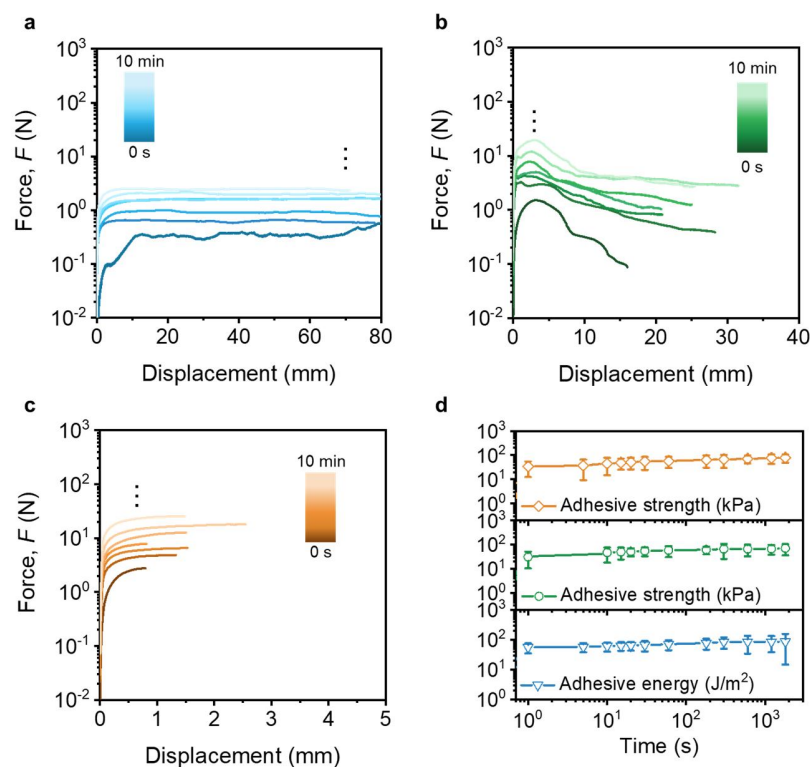 a
10³
10²
10¹
10⁰
10⁻¹
10⁻²
Force, F (N)
10 min
0 s
0 20 40 60 80
Displacement (mm)
b
10³
10²
10¹
10⁰
10⁻¹
10⁻²
Force, F (N)
10 min
0 s
0 10 20 30 40
Displacement (mm)
c
10³
10²
10¹
10⁰
10⁻¹
10⁻²
Force, F (N)
10 min
0 s
0 1 2 3 4 5
Displacement (mm)
d
10³
10²
10¹
10⁰
Adhesive strength (kPa)
10³
10²
10¹
10⁰
Adhesive strength (kPa)
10³
10²
10¹
10⁰
Adhesive energy (J/m²)
10⁰ 10¹ 10² 10³
Time (s)